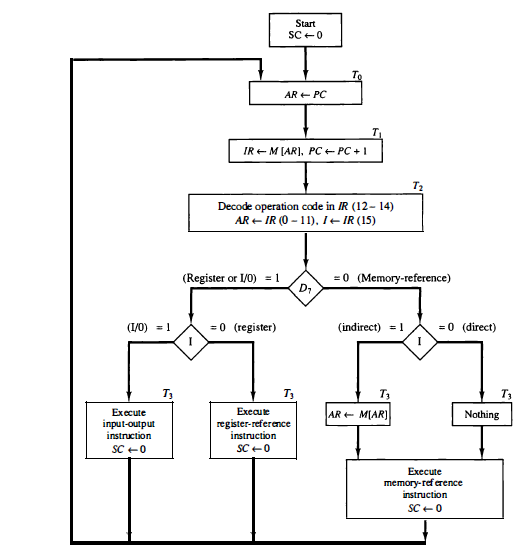 Start
SC ← 0
T0
AR ← PC
T1
IR ← M [AR], PC ← PC + 1
T2
Decode operation code in IR (12 – 14)
AR ← IR (0 – 11), I ← IR (15)
(Register or I/0) = 1
= 0 (Memory-reference)
D7
(I/0) = 1
= 0 (register)
(indirect) = 1
= 0 (direct)
I
I
T3
T3
T3
T3
Execute
input-output
instruction
SC ← 0
Execute
register-reference
instruction
SC ← 0
AR ← M[AR]
Nothing
Execute
memory-reference
instruction
SC ← 0